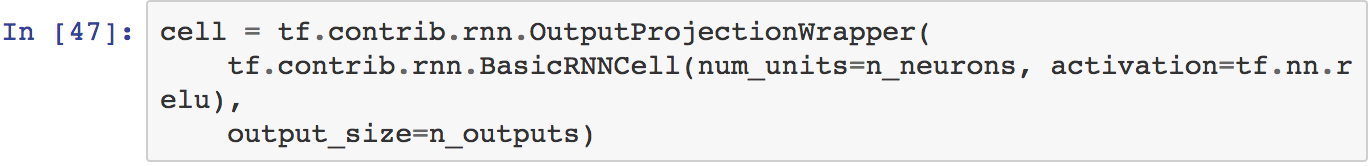 In [47]: cell = tf.contrib.rnn.OutputProjectionWrapper(
    tf.contrib.rnn.BasicRNNCell(num_units=n_neurons, activation=tf.nn.r
elu),
    output_size=n_outputs)